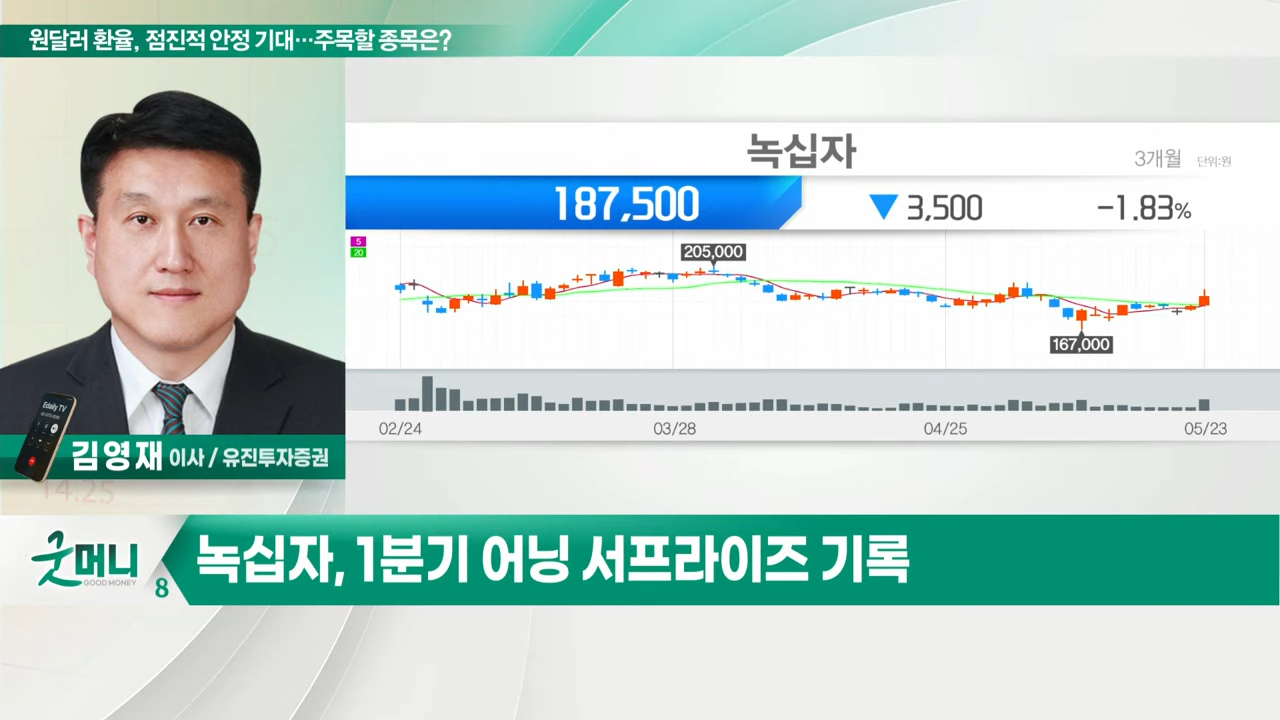 원달러 환율, 점진적 안정 기대…주목할 종목은?
녹십자
3개월 단위:원
187,500 ▼ 3,500 -1.83%
5
20
205,000
167,000
02/24 03/28 04/25 05/23
Edaily TV
김영재 이사 / 유진투자증권
14.25
굿머니
GOOD MONEY
8
녹십자, 1분기 어닝 서프라이즈 기록